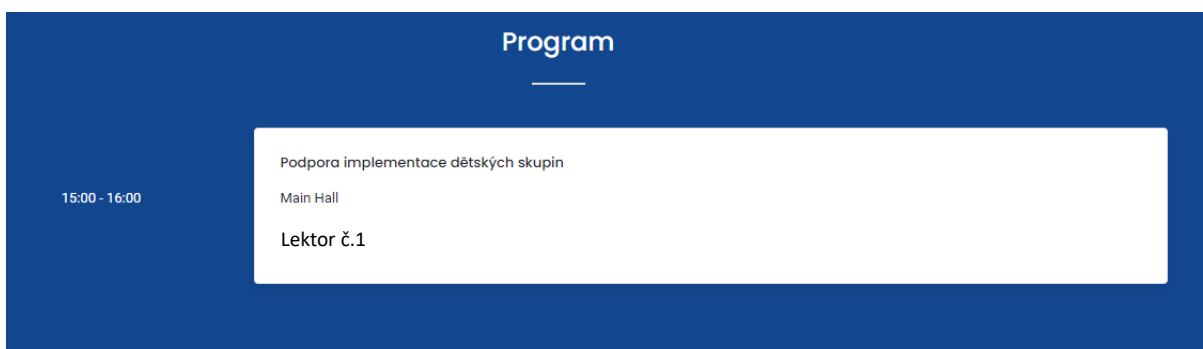 Program
Podpora implementace dětských skupin
15:00 - 16:00
Main Hall
Lektor č.1